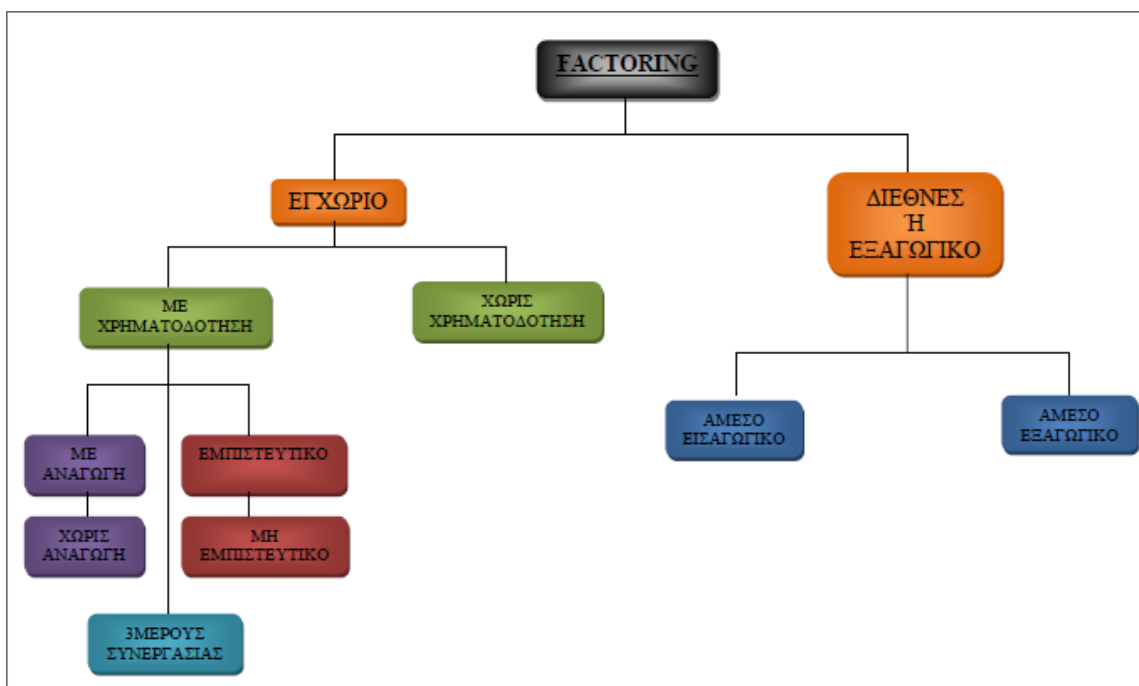 FACTORING
ΕΓΧΩΡΙΟ
ΔΙΕΘΝΕΣ
Ή
ΕΞΑΓΩΓΙΚΟ
ΜΕ
ΧΡΗΜΑΤΟΔΟΤΗΣΗ
ΧΩΡΙΣ
ΧΡΗΜΑΤΟΔΟΤΗΣΗ
ΑΜΕΣΟ
ΕΙΣΑΓΩΓΙΚΟ
ΑΜΕΣΟ
ΕΞΑΓΩΓΙΚΟ
ΜΕ
ΑΝΑΓΩΓΗ
ΕΜΠΙΣΤΕΥΤΙΚΟ
ΧΩΡΙΣ
ΑΝΑΓΩΓΗ
ΜΗ
ΕΜΠΙΣΤΕΥΤΙΚΟ
3ΜΕΡΟΥΣ
ΣΥΝΕΡΓΑΣΙΑΣ